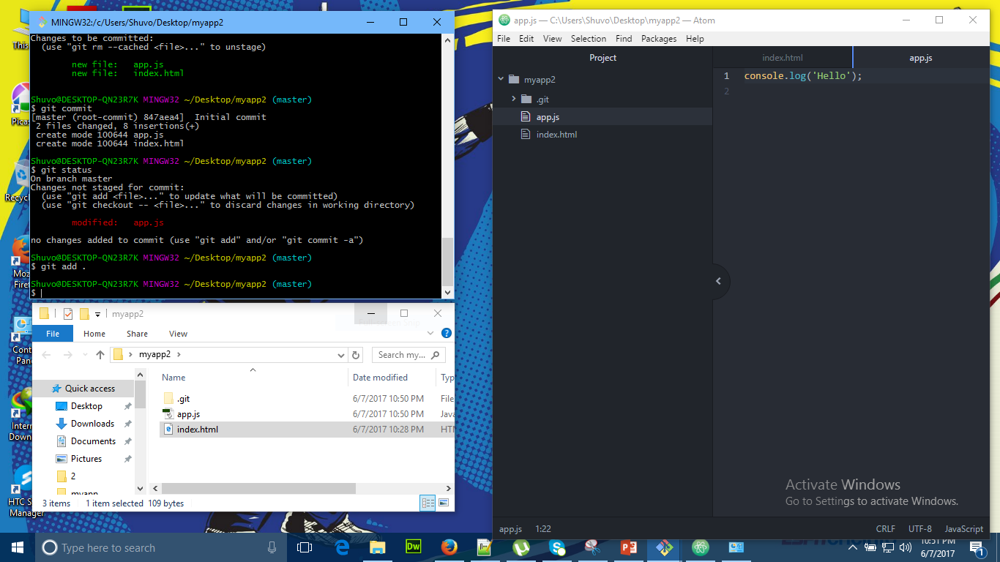 MINGW32:/c/Users/Shuvo/Desktop/myapp2
Changes to be committed:
(use "git rm --cached <file>..." to unstage)
new file: app.js
new file: index.html
Shuvo@DESKTOP-QN23R7K MINGW32 ~/Desktop/myapp2 (master)
$ git commit
[master (root-commit) 847aea4] Initial commit
2 files changed, 8 insertions(+)
create mode 100644 app.js
create mode 100644 index.html
Shuvo@DESKTOP-QN23R7K MINGW32 ~/Desktop/myapp2 (master)
$ git status
On branch master
Changes not staged for commit:
(use "git add <file>..." to update what will be committed)
(use "git checkout -- <file>..." to discard changes in working directory)
modified: app.js
no changes added to commit (use "git add" and/or "git commit -a")
Shuvo@DESKTOP-QN23R7K MINGW32 ~/Desktop/myapp2 (master)
$ git add .
Shuvo@DESKTOP-QN23R7K MINGW32 ~/Desktop/myapp2 (master)
$
myapp2
File Home Share View
myapp2
Search my...
Name Date modified Typ
.git 6/7/2017 10:50 PM File
app.js 6/7/2017 10:50 PM Java
index.html 6/7/2017 10:28 PM HTM
Quick access
Desktop
Downloads
Documents
Pictures
2
myapp
3 items 1 item selected 109 bytes
app.js — C:\Users\Shuvo\Desktop\myapp2 — Atom
File Edit View Selection Find Packages Help
Project
myapp2
.git
app.js
index.html
index.html app.js
1 console.log('Hello');
2
Activate Windows
Go to Settings to activate Windows.
app.js 1:22 CRLF UTF-8 JavaScript
This
Picas
Recyc
Moz
Firef
Cont
Pan
Intern
Down
HTC S
Manager
Type here to search
Dw
10:51 PM
6/7/2017
1